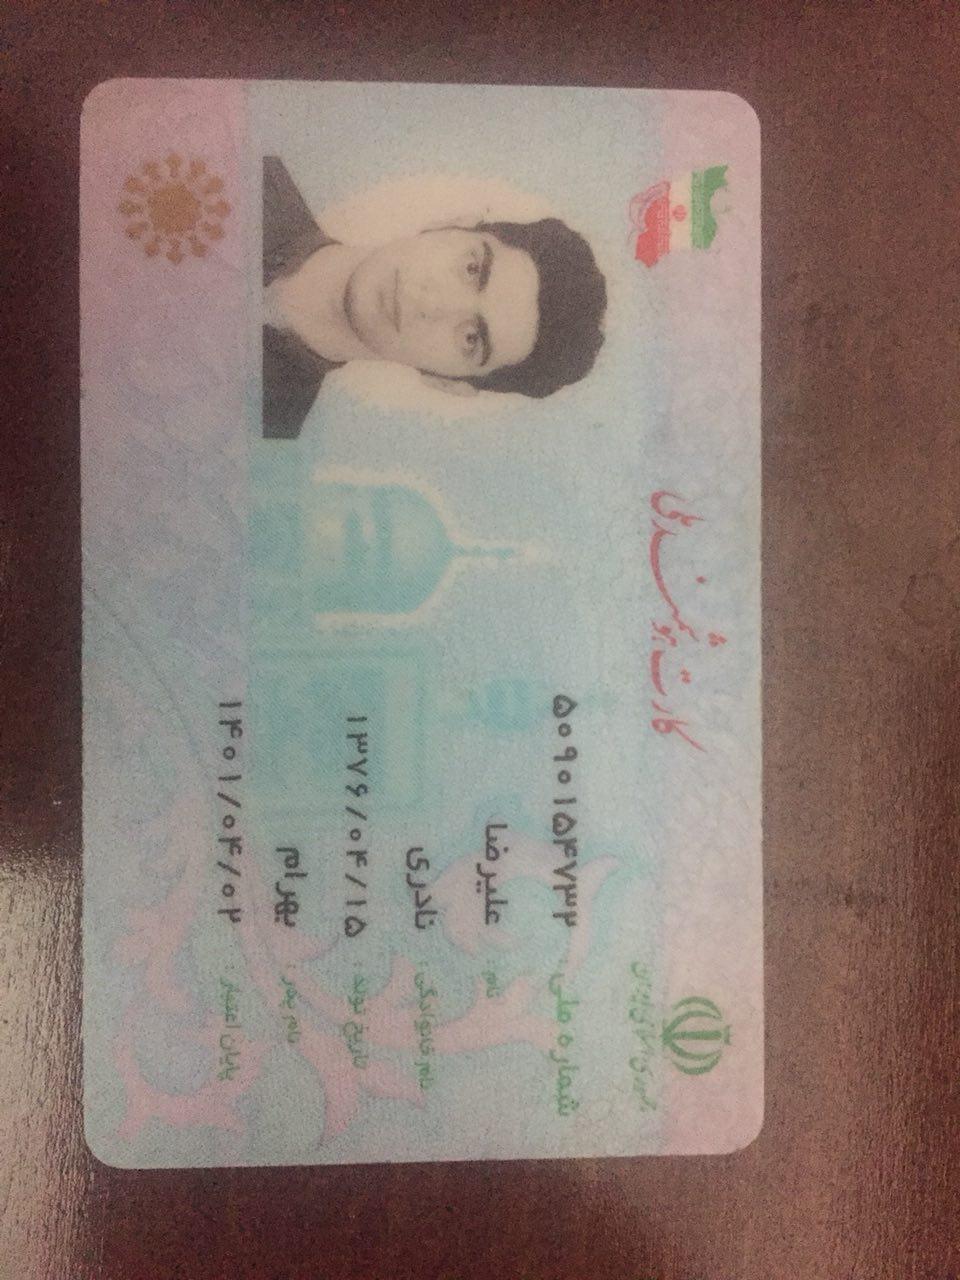 جمهوری اسلامی ایران
کارت هوشمند ملی
شماره ملی : ۵۰۹۰۱۵۴۷۳۲
نام : علیرضا
نام خانوادگی : نادری
تاریخ تولد : ۱۳۷۶/۰۴/۱۵
نام پدر : بهرام
پایان اعتبار : ۱۴۰۱/۰۴/۰۲